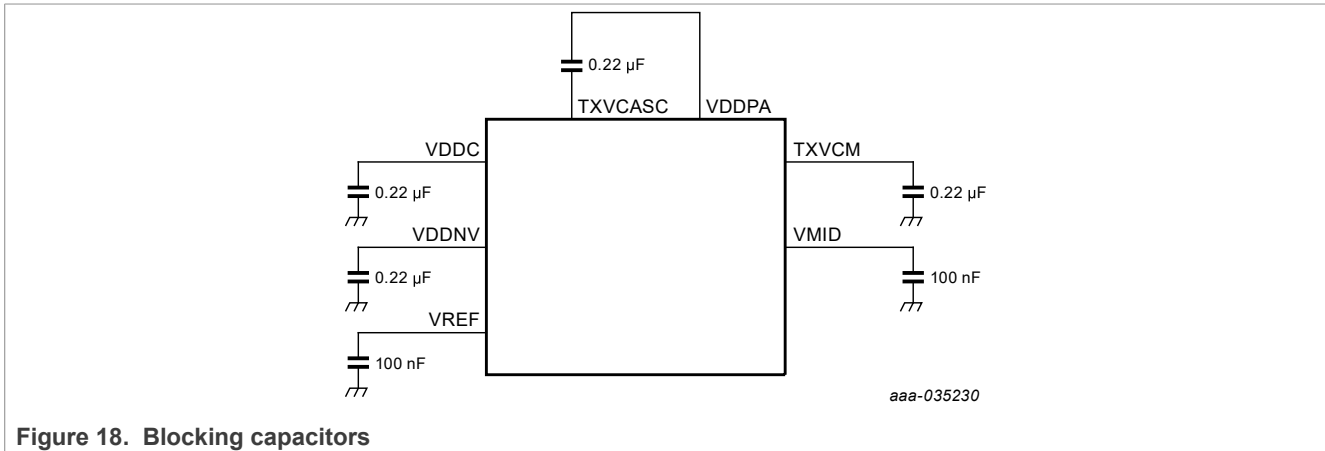 0.22 µF
TXVCASC
VDDPA
VDDC
TXVCM
0.22 µF
0.22 µF
VDDNV
VMID
0.22 µF
100 nF
VREF
100 nF
aaa-035230
Figure 18. Blocking capacitors